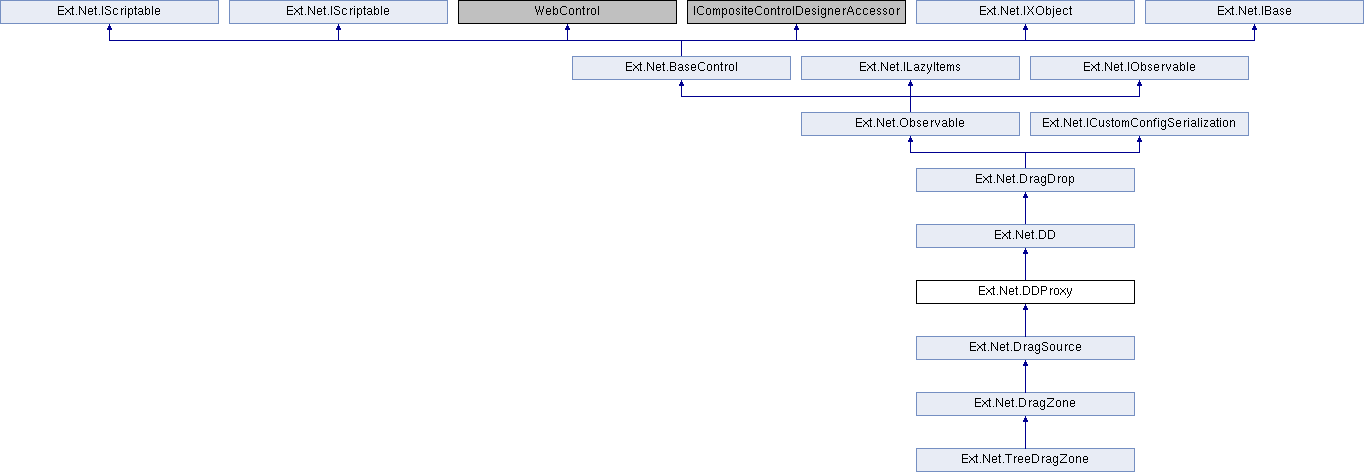 Ext.Net.IScriptable
Ext.Net.IScriptable
WebControl
ICompositeControlDesignerAccessor
Ext.Net.IXObject
Ext.Net.IBase
Ext.Net.BaseControl
Ext.Net.ILazyItems
Ext.Net.IObservable
Ext.Net.Observable
Ext.Net.ICustomConfigSerialization
Ext.Net.DragDrop
Ext.Net.DD
Ext.Net.DDProxy
Ext.Net.DragSource
Ext.Net.DragZone
Ext.Net.TreeDragZone